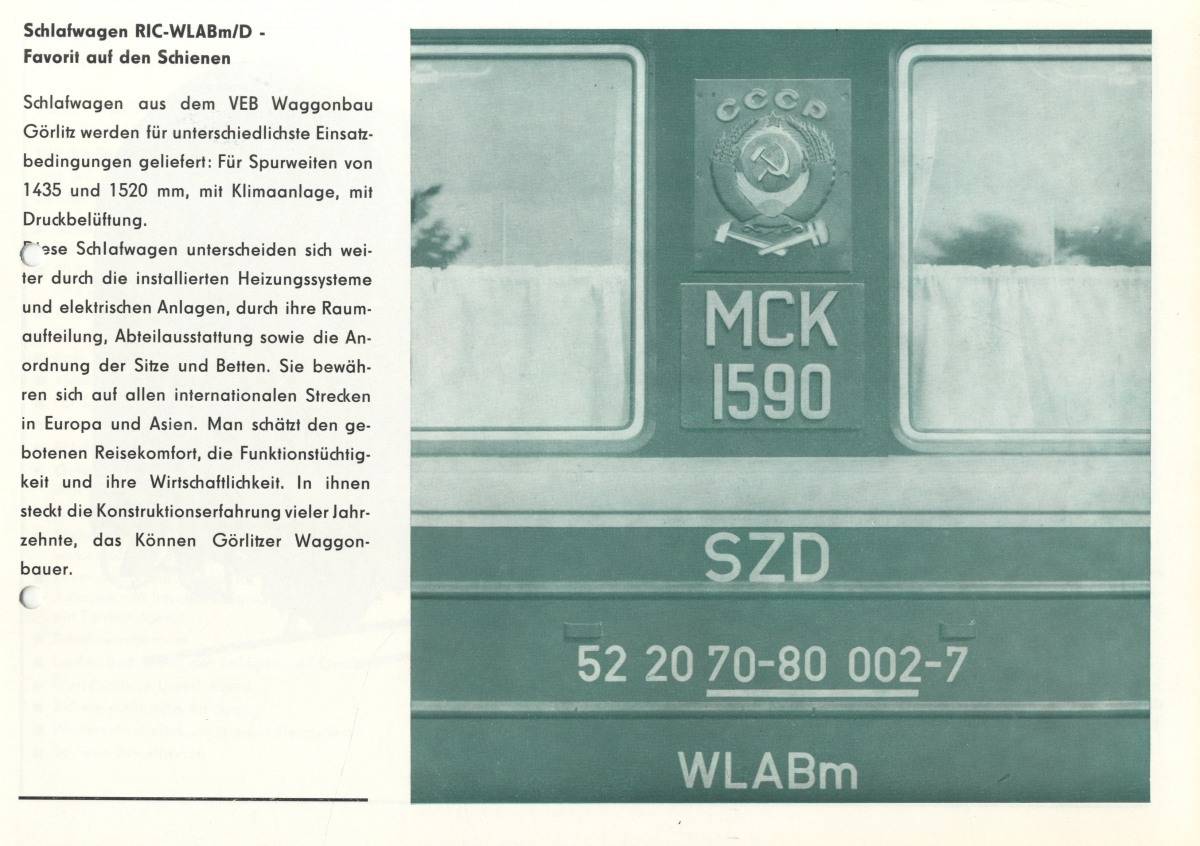 Schlafwagen RIC-WLABm/D -
Favorit auf den Schienen
Schlafwagen aus dem VEB Waggonbau
Görlitz werden für unterschiedlichste Einsatz-
bedingungen geliefert: Für Spurweiten von
1435 und 1520 mm, mit Klimaanlage, mit
Druckbelüftung.
Diese Schlafwagen unterscheiden sich wei-
ter durch die installierten Heizungssysteme
und elektrischen Anlagen, durch ihre Raum-
aufteilung, Abteilausstattung sowie die An-
ordnung der Sitze und Betten. Sie bewäh-
ren sich auf allen internationalen Strecken
in Europa und Asien. Man schätzt den ge-
botenen Reisekomfort, die Funktionstüchtig-
keit und ihre Wirtschaftlichkeit. In ihnen
steckt die Konstruktionserfahrung vieler Jahr-
zehnte, das Können Görlitzer Waggon-
bauer.
СССР
МСК
1590
SZD
52 20 70-80 002-7
WLABm